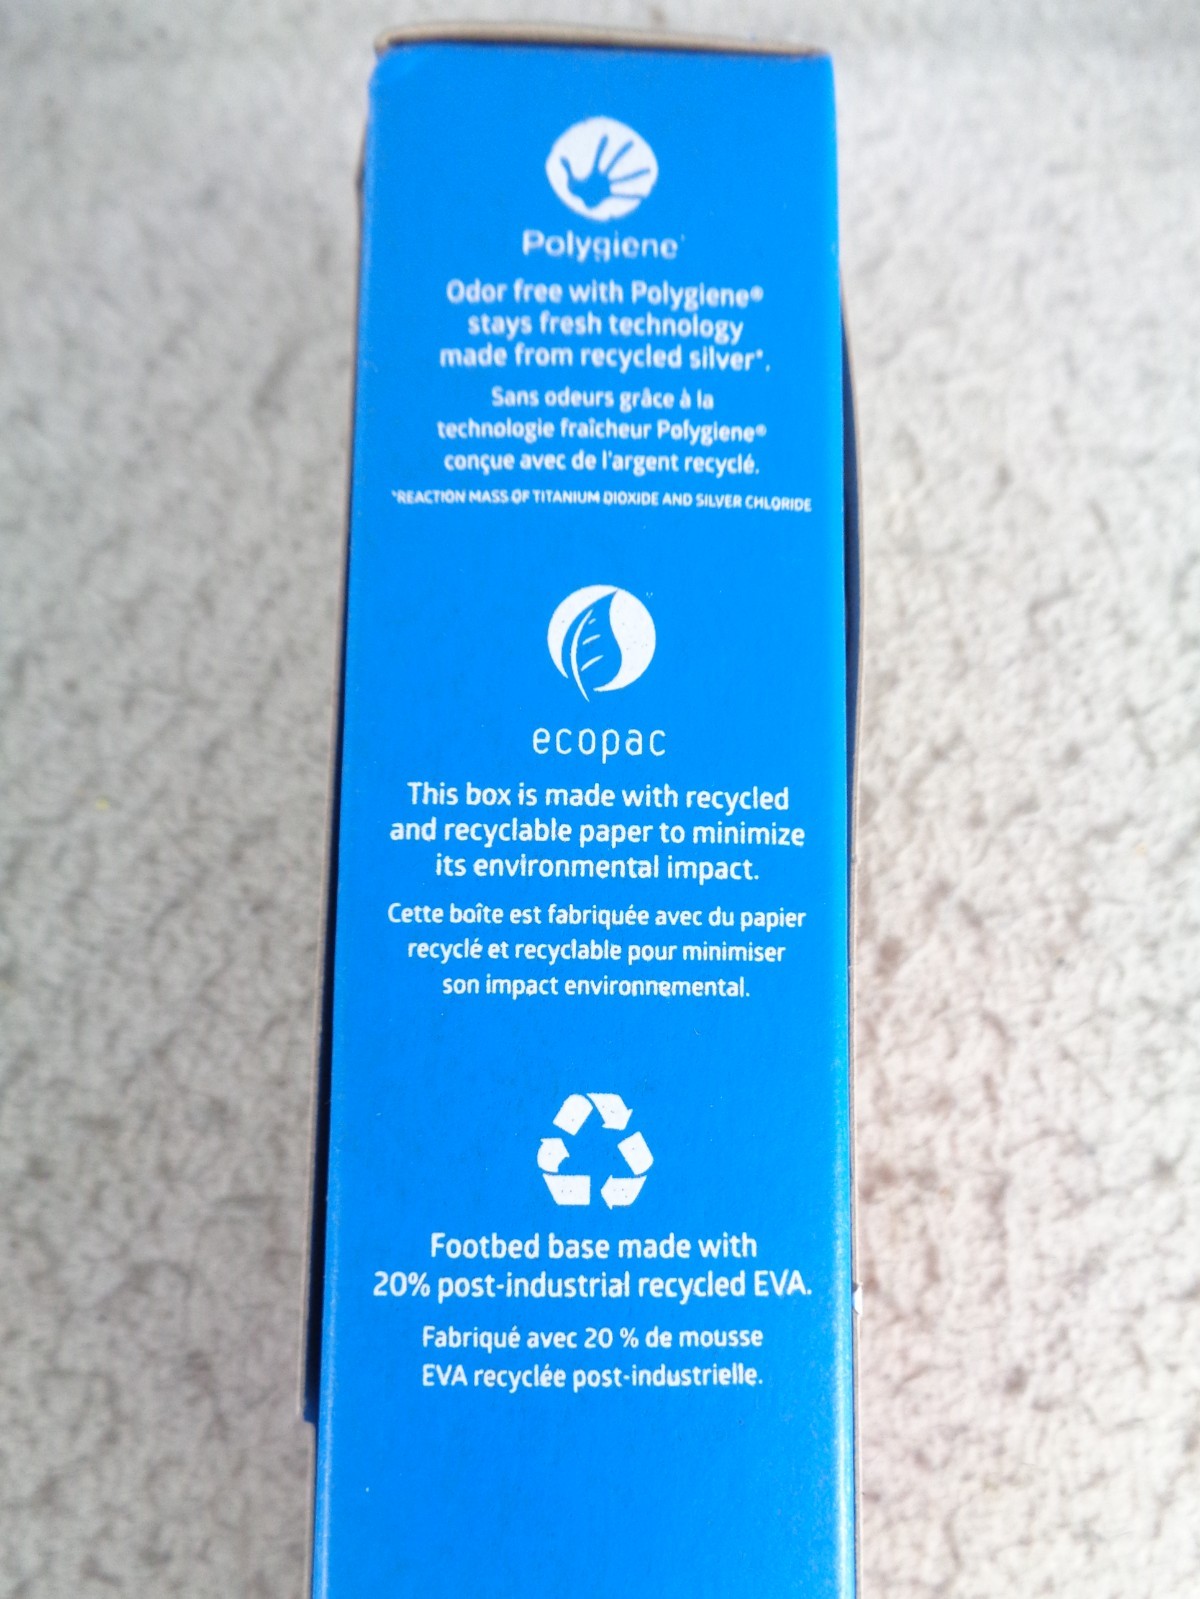 Polygiene
Odor free with Polygiene®
stays fresh technology
made from recycled silver*.
Sans odeurs grâce à la
technologie fraîcheur Polygiene®
conçue avec de l'argent recyclé.
*REACTION MASS OF TITANIUM DIOXIDE AND SILVER CHLORIDE
ecopac
This box is made with recycled
and recyclable paper to minimize
its environmental impact.
Cette boîte est fabriquée avec du papier
recyclé et recyclable pour minimiser
son impact environnemental.
Footbed base made with
20% post-industrial recycled EVA.
Fabriqué avec 20 % de mousse
EVA recyclée post-industrielle.